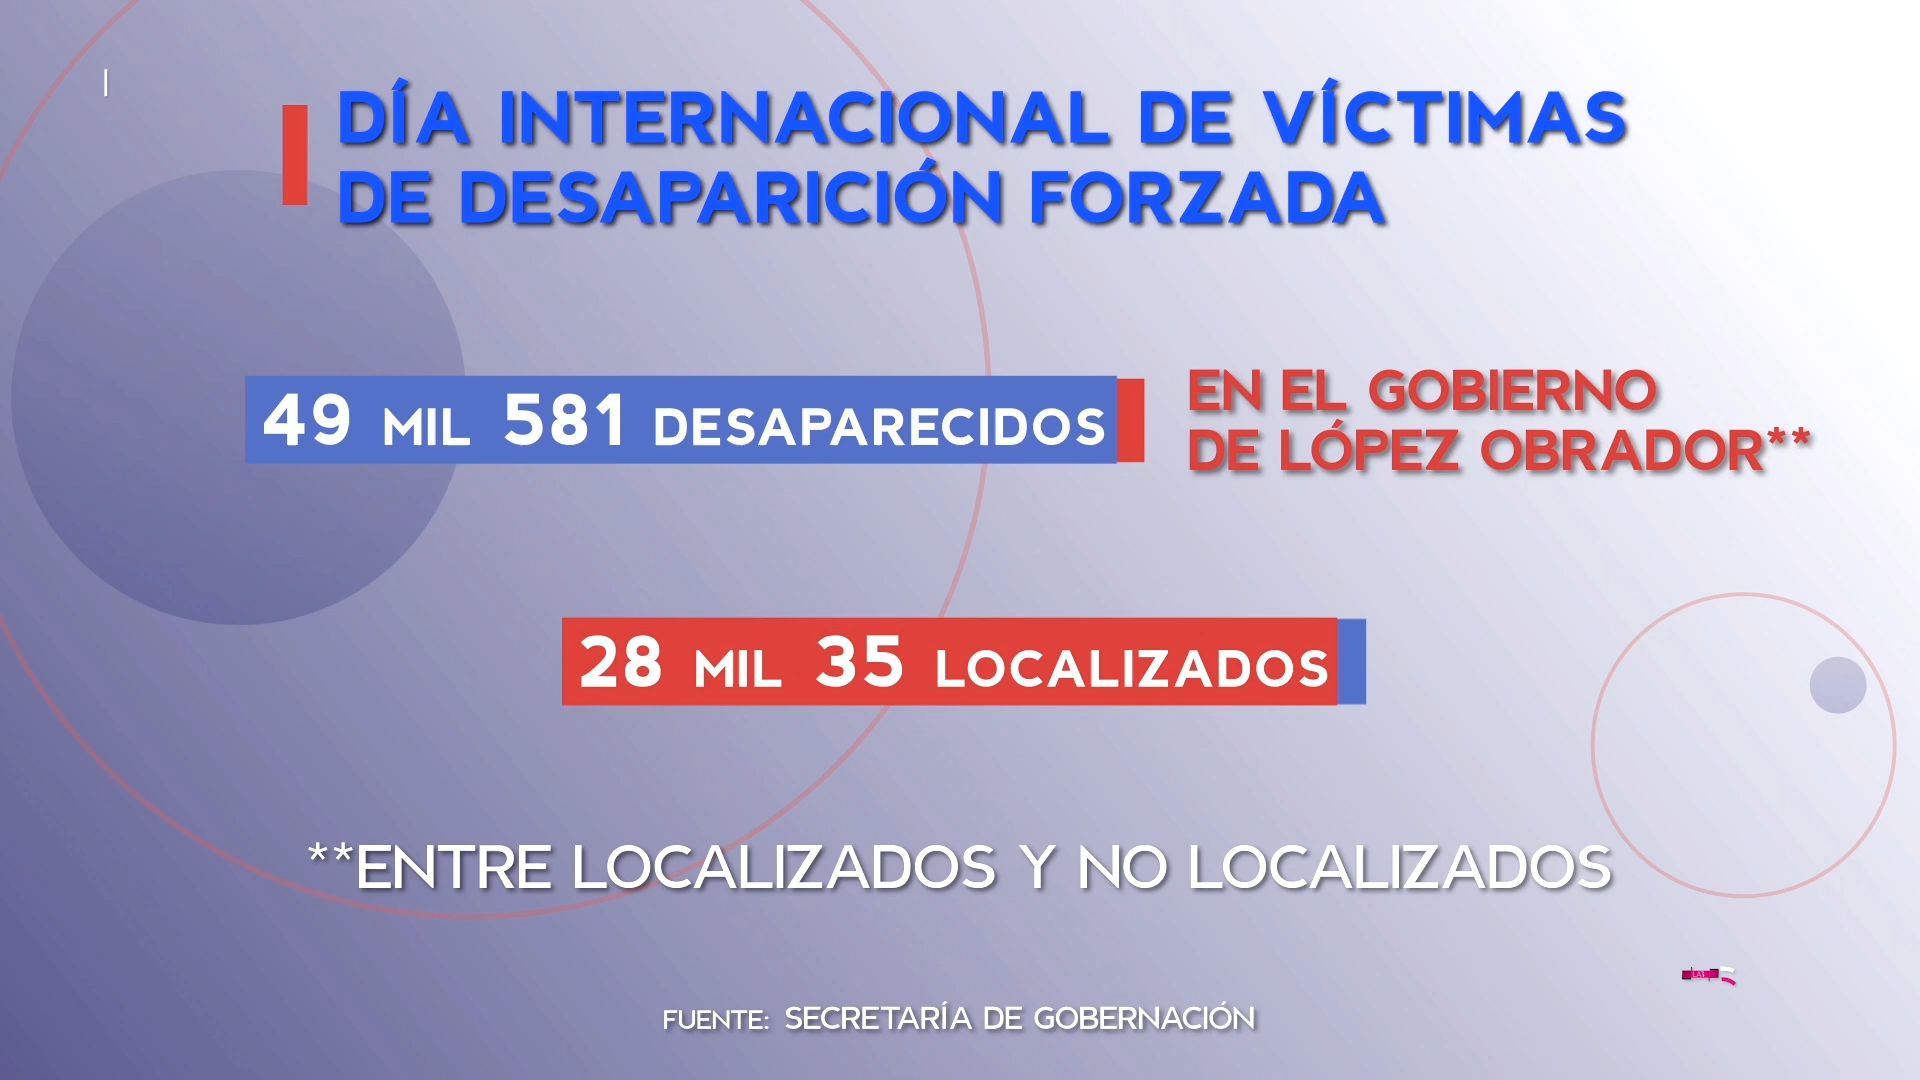 DÍA INTERNACIONAL DE VÍCTIMAS
DE DESAPARICIÓN FORZADA
49 MIL 581 DESAPARECIDOS
EN EL GOBIERNO
DE LÓPEZ OBRADOR**
28 MIL 35 LOCALIZADOS
**ENTRE LOCALIZADOS Y NO LOCALIZADOS
FUENTE: SECRETARÍA DE GOBERNACIÓN